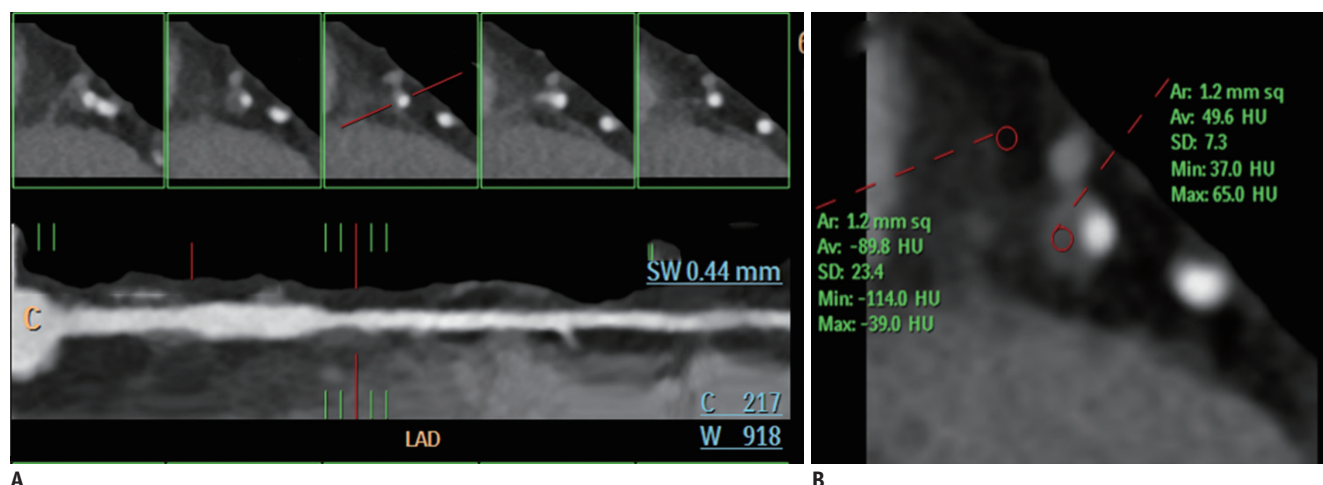 C
SW 0.44 mm
C 217
W 918
LAD
A
Ar: 1.2 mm sq
Av: 49.6 HU
SD: 7.3
Min: 37.0 HU
Max: 65.0 HU
Ar: 1.2 mm sq
Av: -89.8 HU
SD: 23.4
Min: -114.0 HU
Max: -39.0 HU
B